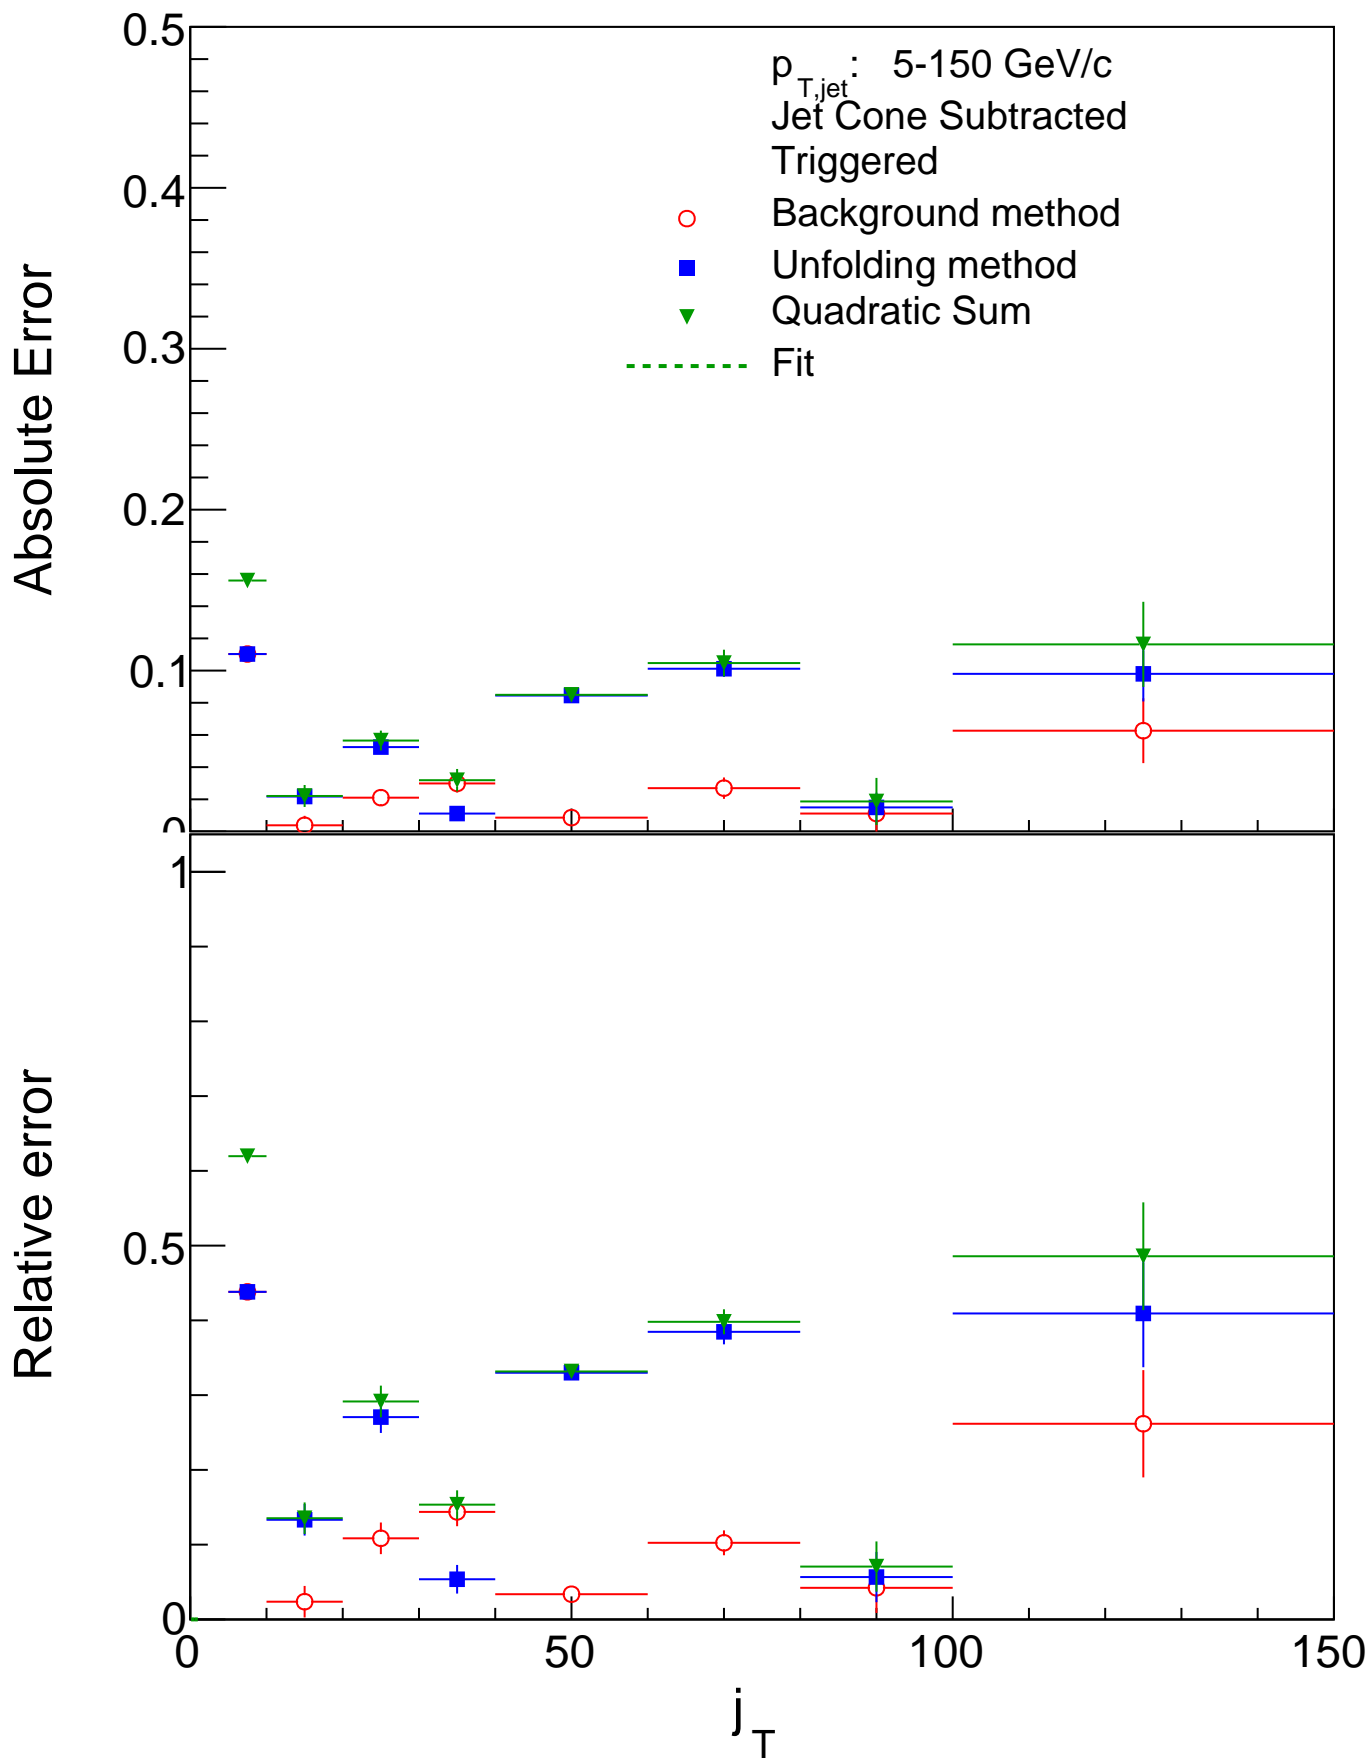 0.5
p T,jet : 5-150 GeV/c
Jet Cone Subtracted
Triggered
0.4
Background method
Unfolding method
Quadratic Sum
0.3
Fit
Absolute Error
0.2
0.1
0
1
Relative error
0.5
0
0 50 100 150
j T